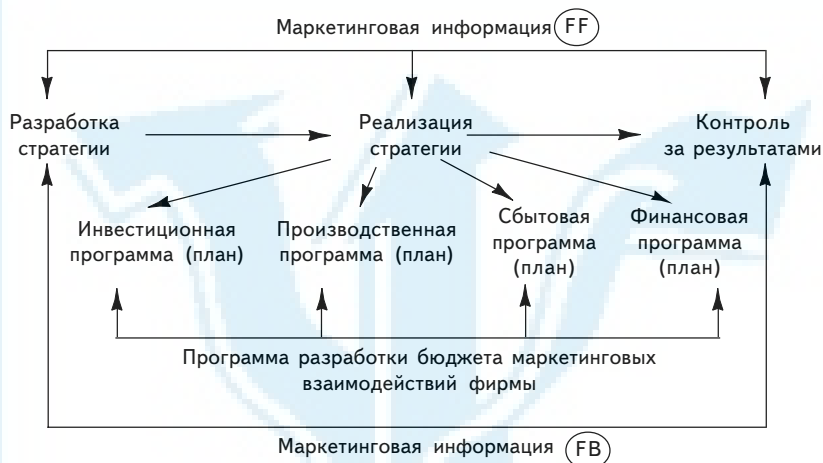 Маркетинговая информация FF
Разработка
стратегии
Реализация
стратегии
Контроль
за результатами
Инвестиционная
программа (план)
Производственная
программа (план)
Сбытовая
программа
(план)
Финансовая
программа
(план)
Программа разработки бюджета маркетинговых
взаимодействий фирмы
Маркетинговая информация FB